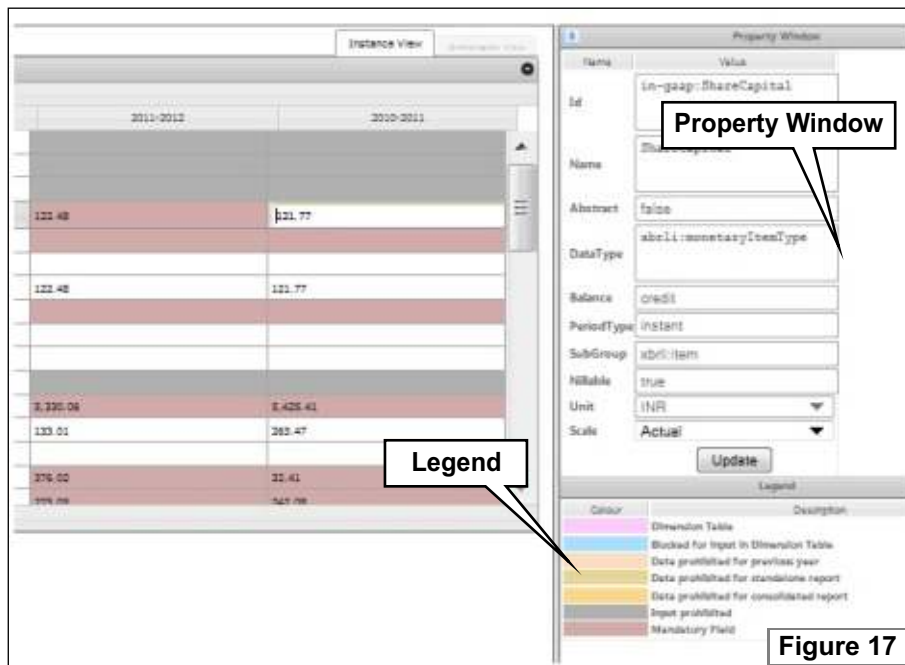 Instance View
2011-2012 2010-2011
122.48 121.77
122.48 121.77
5,425.41
133.01 263.47
376.02 32.41
Property Window
Name Value
Id in-gaap:ShareCapital
Property Window
Name ShareCapital
Abstract false
DataType xbrli:monetaryItemType
Balance credit
PeriodType instant
SubGroup xbrli:item
Nillable true
Unit INR
Scale Actual
Update
Legend
Legend
Colour Description
Dimension Table
Blocked for Input in Dimension Table
Data prohibited for previous year
Data prohibited for standalone report
Data prohibited for consolidated report
Input prohibited
Mandatory Field
Figure 17